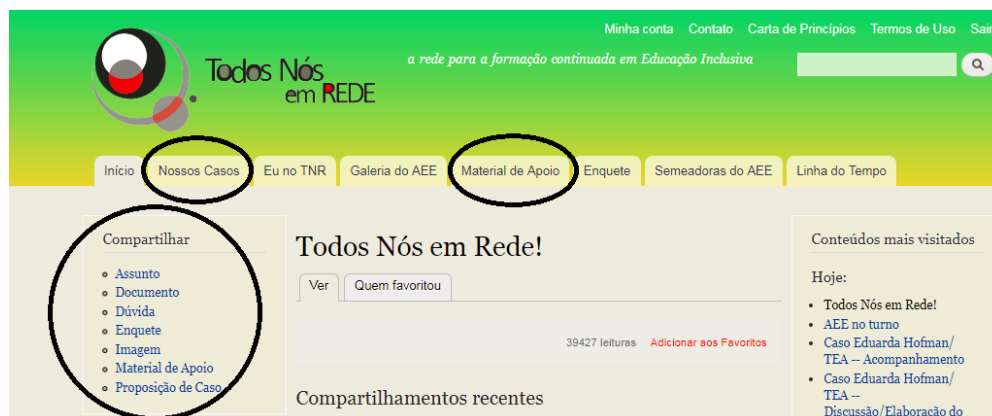 Minha conta Contato Carta de Princípios Termos de Uso Sair
Todos Nós
em REDE
a rede para a formação continuada em Educação Inclusiva
Início Nossos Casos Eu no TNR Galeria do AEE Material de Apoio Enquete Semeadoras do AEE Linha do Tempo
Compartilhar
Assunto
Documento
Dúvida
Enquete
Imagem
Material de Apoio
Proposição de Caso
Todos Nós em Rede!
Ver Quem favoritou
39427 leituras Adicionar aos Favoritos
Compartilhamentos recentes
Conteúdos mais visitados
Hoje:
Todos Nós em Rede!
AEE no turno
Caso Eduarda Hofman/
TEA -- Acompanhamento
Caso Eduarda Hofman/
TEA --
Discussão/Elaboração do